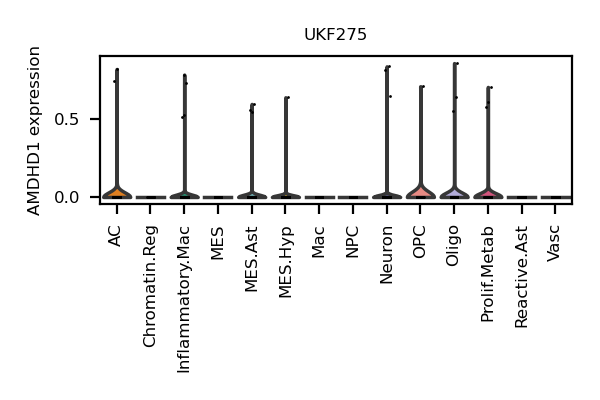 UKF275
AMDHD1 expression
0.5
0.0
AC
Chromatin.Reg
Inflammatory.Mac
MES
MES.Ast
MES.Hyp
Mac
NPC
Neuron
OPC
Oligo
Prolif.Metab
Reactive.Ast
Vasc